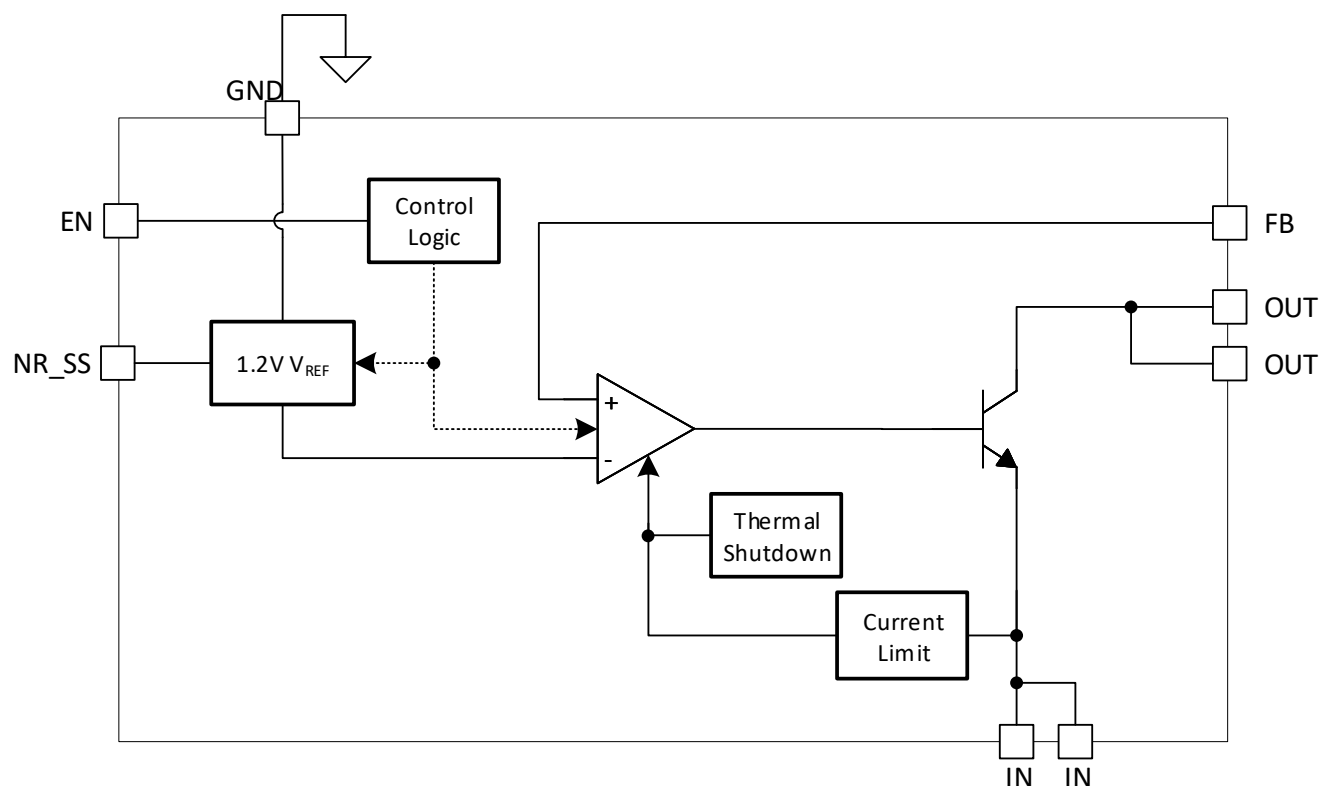 GND
EN
Control
Logic
FB
OUT
NR_SS
1.2V VREF
OUT
+
-
Thermal
Shutdown
Current
Limit
IN
IN